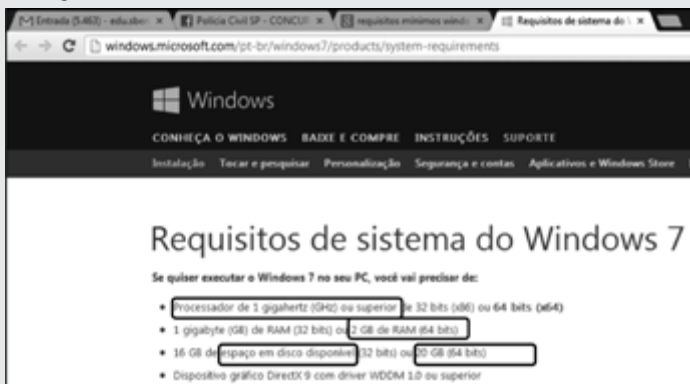 Entrada (5.463) - edu.sber
Policia Civil SP - CONCU
requisitos minimos windo
Requisitos de sistema do
windows.microsoft.com/pt-br/windows7/products/system-requirements
Windows
CONHEÇA O WINDOWS BAIXE E COMPRE INSTRUÇÕES SUPORTE
Instalação Tocar e pesquisar Personalização Segurança e contas Aplicativos e Windows Store
Requisitos de sistema do Windows 7
Se quiser executar o Windows 7 no seu PC, você vai precisar de:
• Processador de 1 gigahertz (GHz) ou superior de 32 bits (x86) ou 64 bits (x64)
• 1 gigabyte (GB) de RAM (32 bits) ou 2 GB de RAM (64 bits)
• 16 GB de espaço em disco disponível (32 bits) ou 20 GB (64 bits)
• Dispositivo gráfico DirectX 9 com driver WDDM 1.0 ou superior